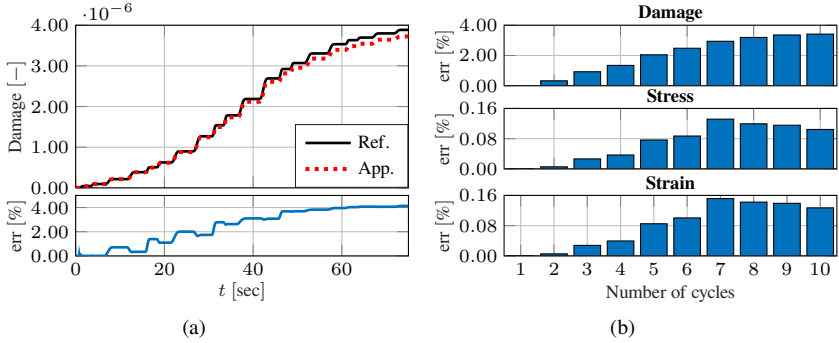 ·10⁻⁶
4.00
3.00
2.00
1.00
0.00
Damage [−]
Ref.
App.
4.00
2.00
0.00
err [%]
0 20 40 60
t [sec]
(a)
Damage
4.00
2.00
0.00
err [%]
Stress
0.16
0.08
0.00
err [%]
Strain
0.16
0.08
0.00
err [%]
1 2 3 4 5 6 7 8 9 10
Number of cycles
(b)